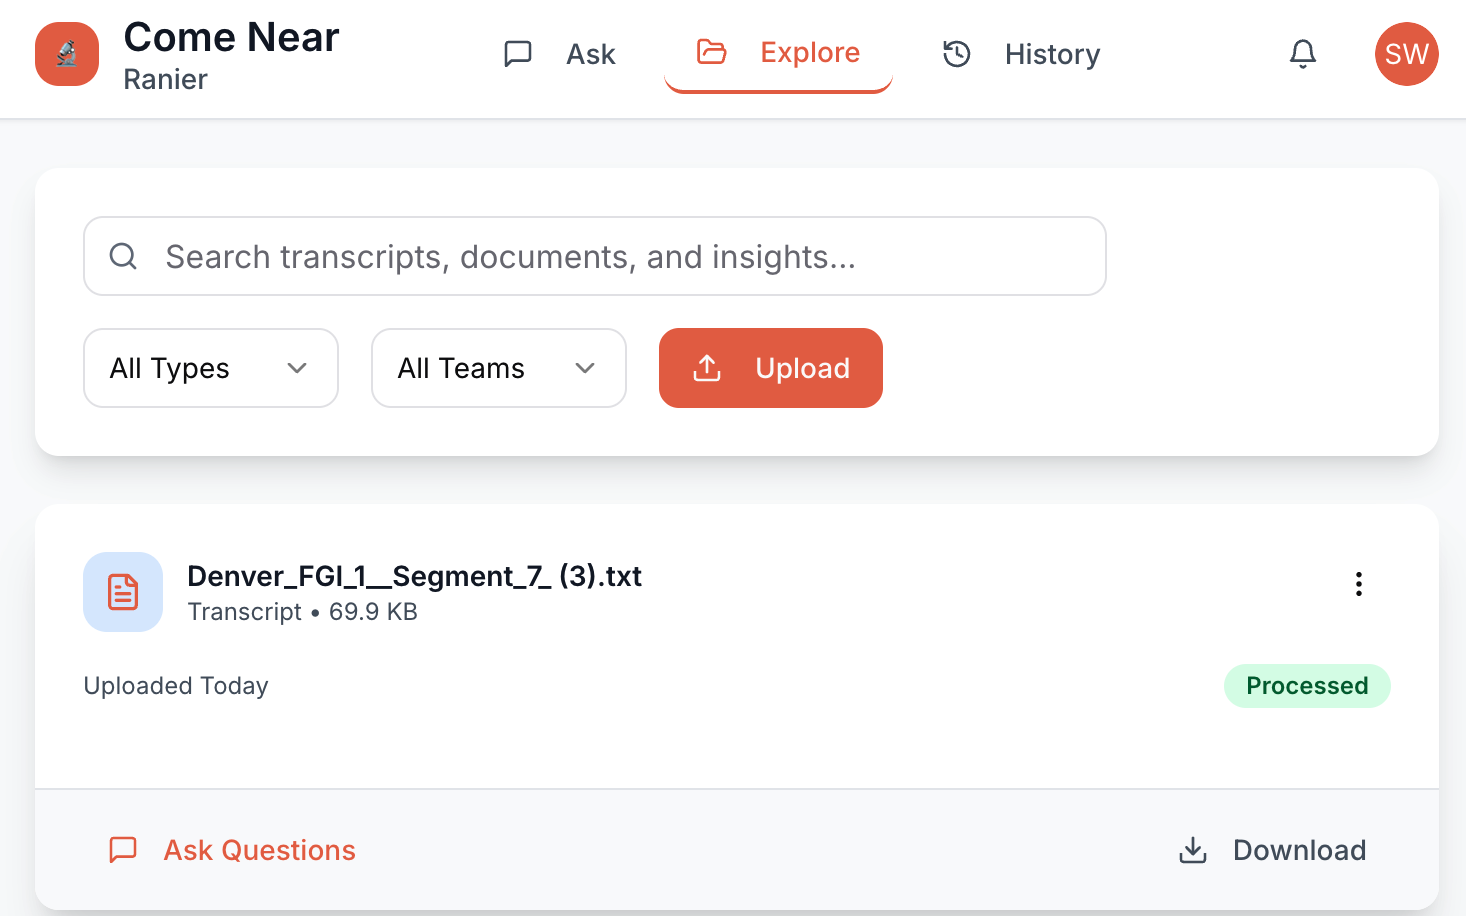 Come Near
Ranier
Ask
Explore
History
SW
Search transcripts, documents, and insights...
All Types
All Teams
Upload
Denver_FGI_1__Segment_7_ (3).txt
Transcript • 69.9 KB
Uploaded Today
Processed
Ask Questions
Download